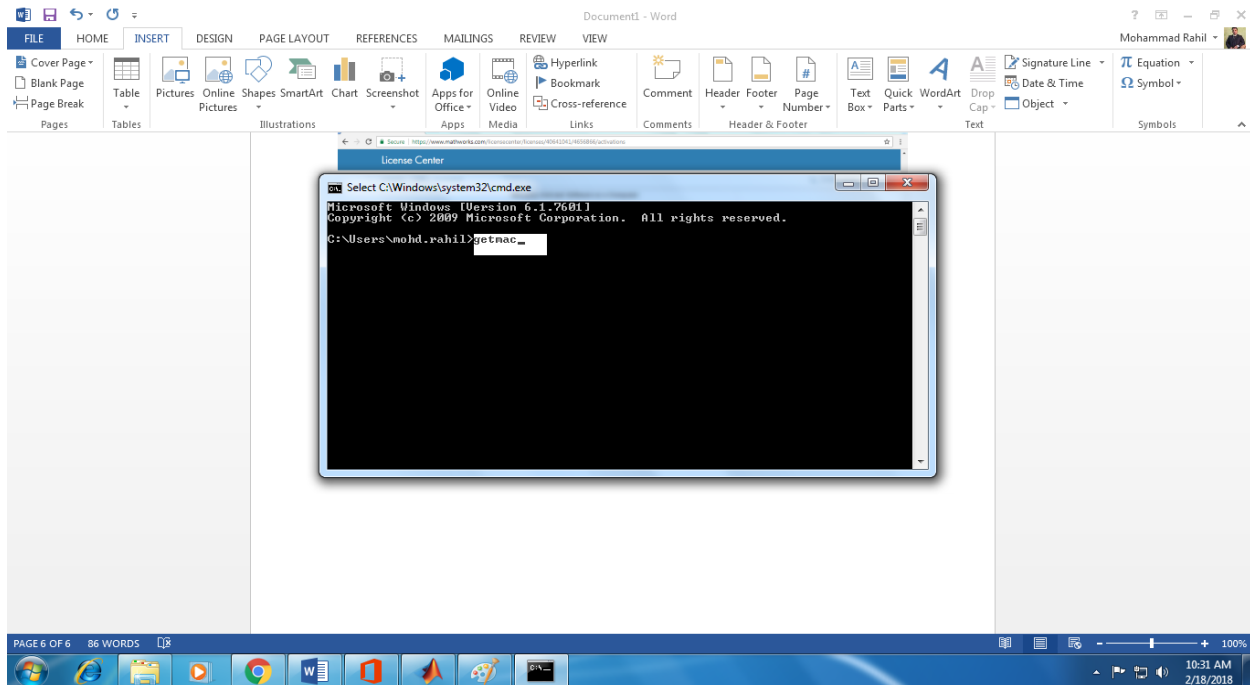 Document1 - Word
FILE HOME INSERT DESIGN PAGE LAYOUT REFERENCES MAILINGS REVIEW VIEW Mohammad Rahil
Cover Page
Blank Page
Page Break
Pages
Table
Tables
Pictures
Online Pictures
Shapes
SmartArt
Chart
Screenshot
Illustrations
Apps for Office
Apps
Online Video
Media
Hyperlink
Bookmark
Cross-reference
Links
Comment
Comments
Header
Footer
Page Number
Header & Footer
Text Box
Quick Parts
WordArt
Drop Cap
Signature Line
Date & Time
Object
Text
π Equation
Ω Symbol
Symbols
Secure
License Center
Select C:\Windows\system32\cmd.exe
Microsoft Windows [Version 6.1.7601]
Copyright (c) 2009 Microsoft Corporation. All rights reserved.
C:\Users\mohd.rahil>getmac_
PAGE 6 OF 6 86 WORDS 100%
10:31 AM
2/18/2018